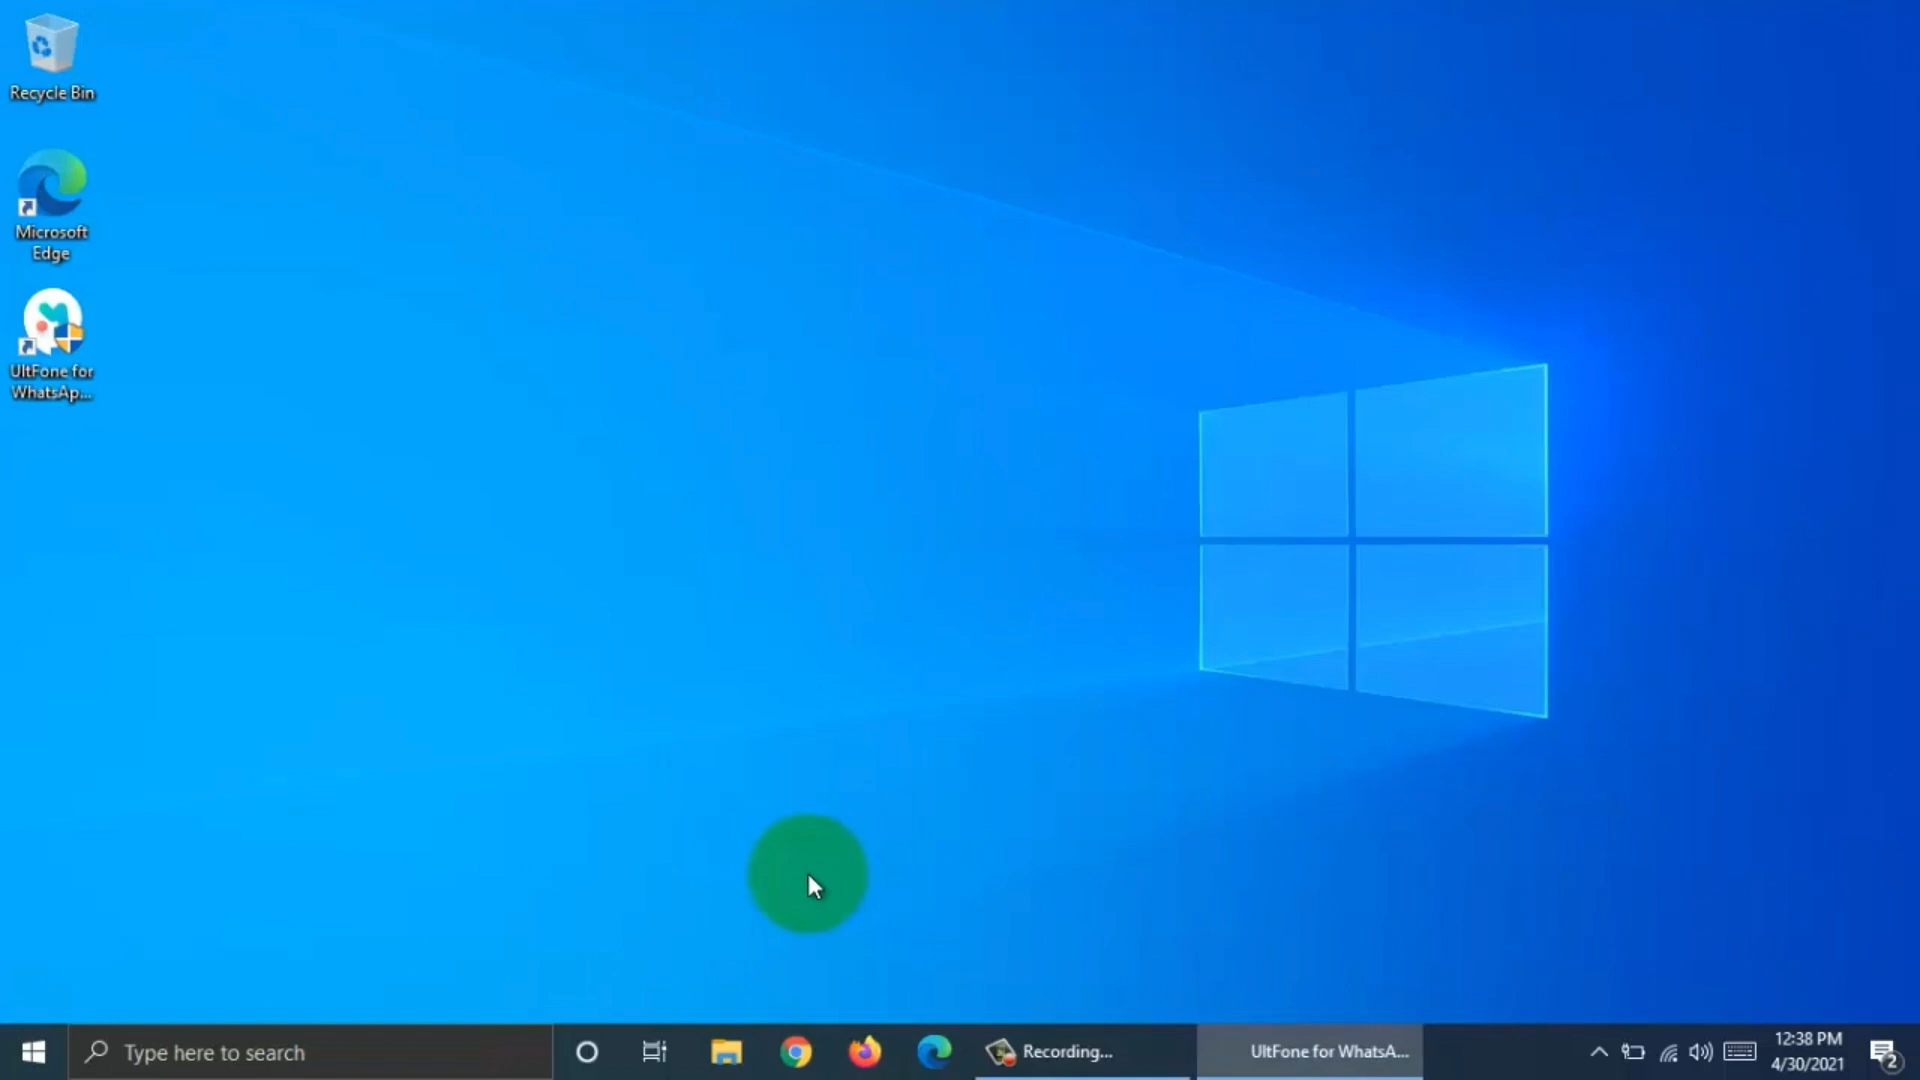 Recycle Bin
Microsoft
Edge
UltFone for
WhatsAp...
Type here to search
Recording...
UltFone for WhatsA...
12:38 PM
4/30/2021
2